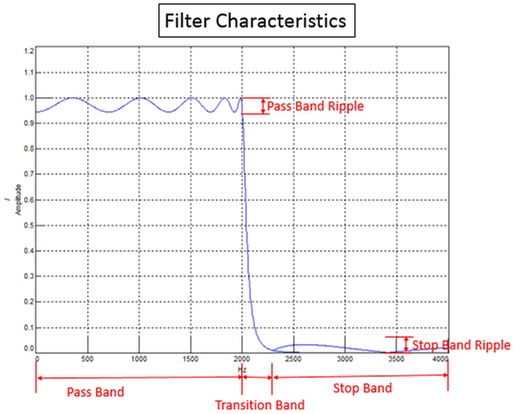 Filter Characteristics
1.2
1.1
1.0
Pass Band Ripple
0.9
0.8
0.7
0.6
/
Amplitude
0.5
0.4
0.3
0.2
0.1
Stop Band Ripple
0.0
0 500 1000 1500 2000 2500 3000 3500 4000
Hz
Pass Band
Stop Band
Transition Band